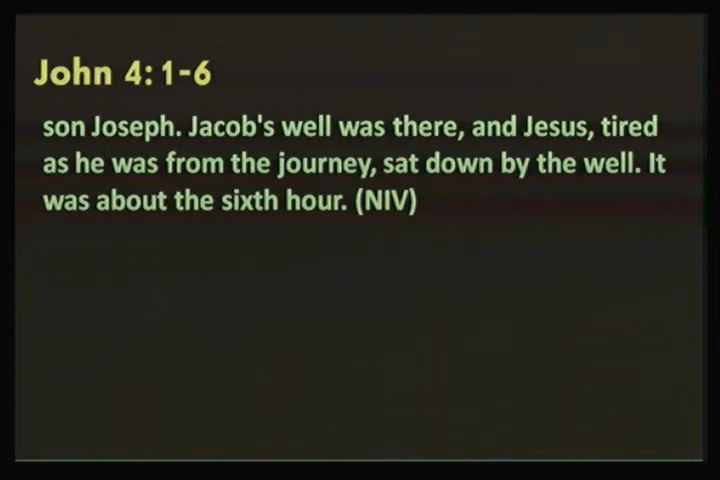 John 4: 1-6
son Joseph. Jacob's well was there, and Jesus, tired
as he was from the journey, sat down by the well. It
was about the sixth hour. (NIV)